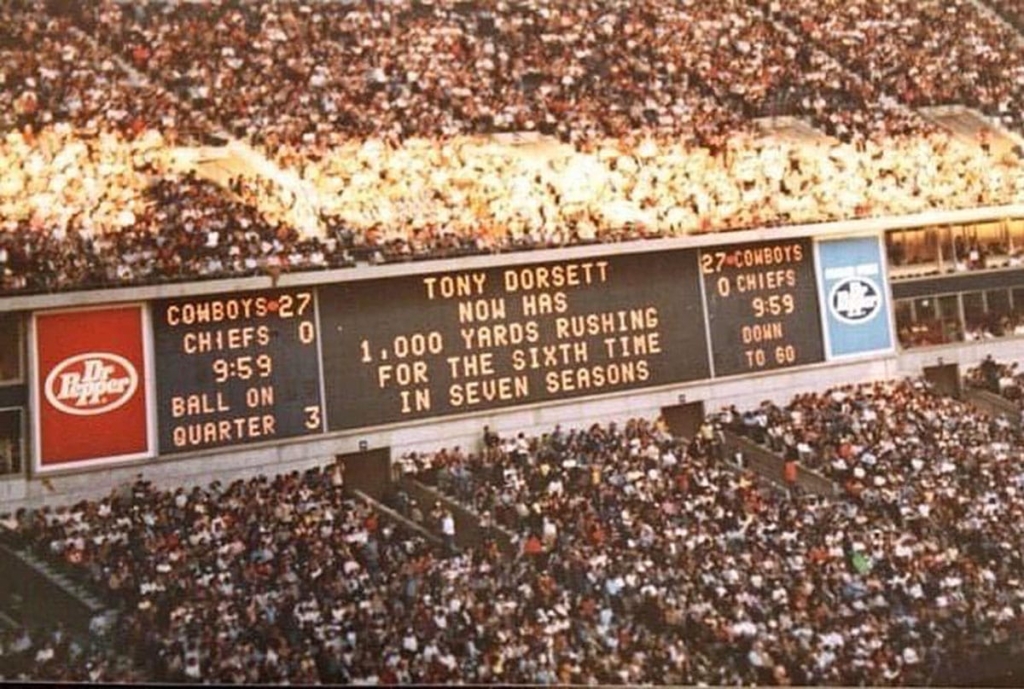 Dr
Pepper
COWBOYS 27
CHIEFS 0
9:59
BALL ON
QUARTER 3
TONY DORSETT
NOW HAS
1,000 YARDS RUSHING
FOR THE SIXTH TIME
IN SEVEN SEASONS
27 COWBOYS
0 CHIEFS
9:59
DOWN
TO GO
Dr
Pepper